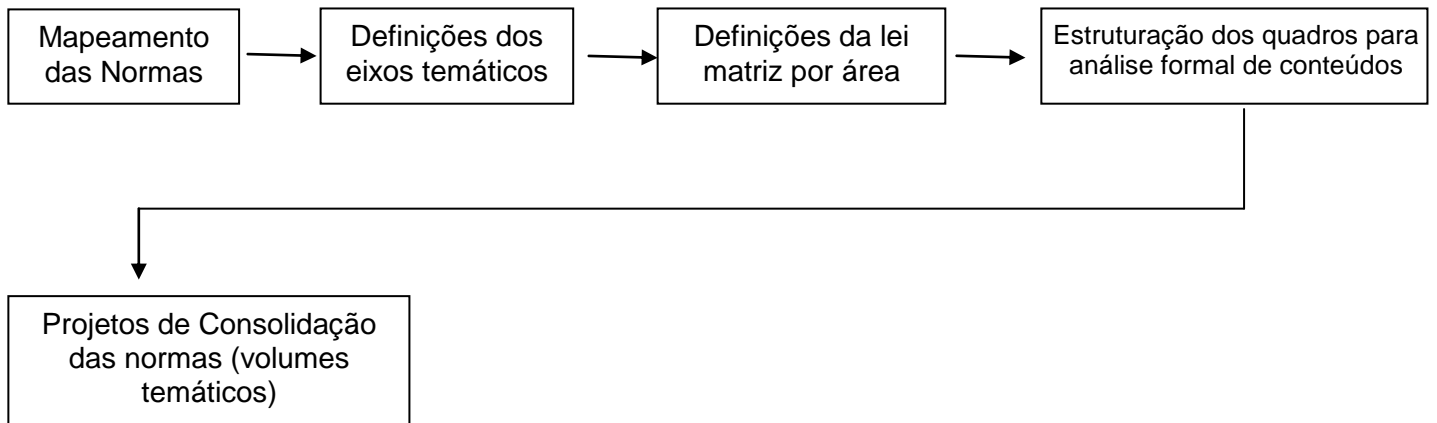 Mapeamento
das Normas
Definições dos
eixos temáticos
Definições da lei
matriz por área
Estruturação dos quadros para
análise formal de conteúdos
Projetos de Consolidação
das normas (volumes
temáticos)